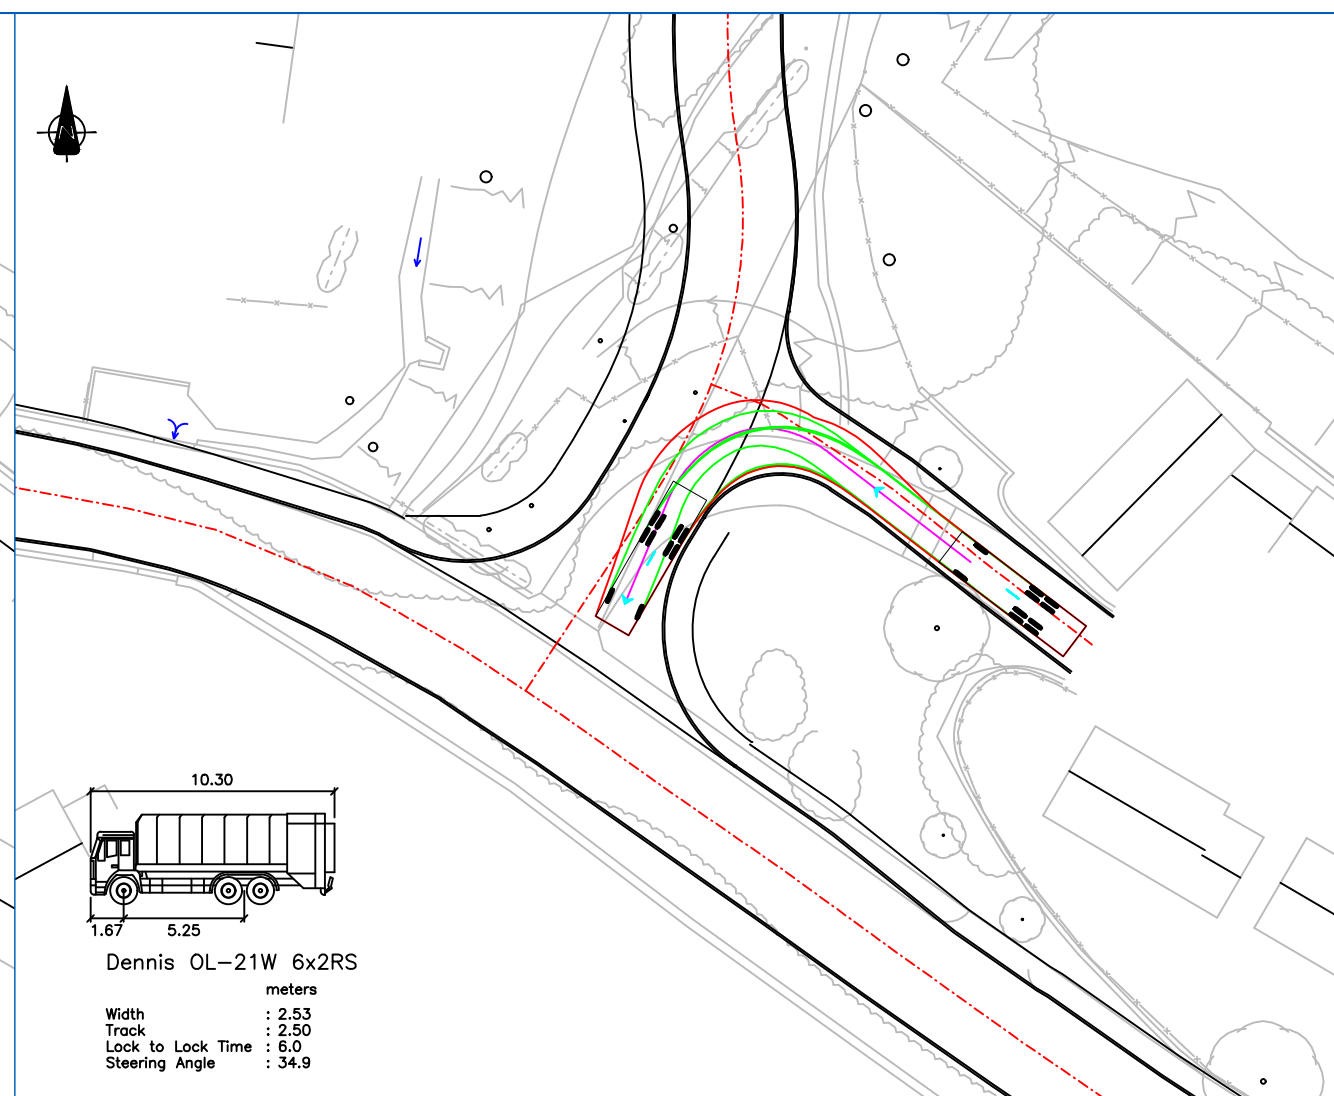 10.30
1.67 5.25
Dennis OL-21W 6x2RS
meters
Width : 2.53
Track : 2.50
Lock to Lock Time : 6.0
Steering Angle : 34.9